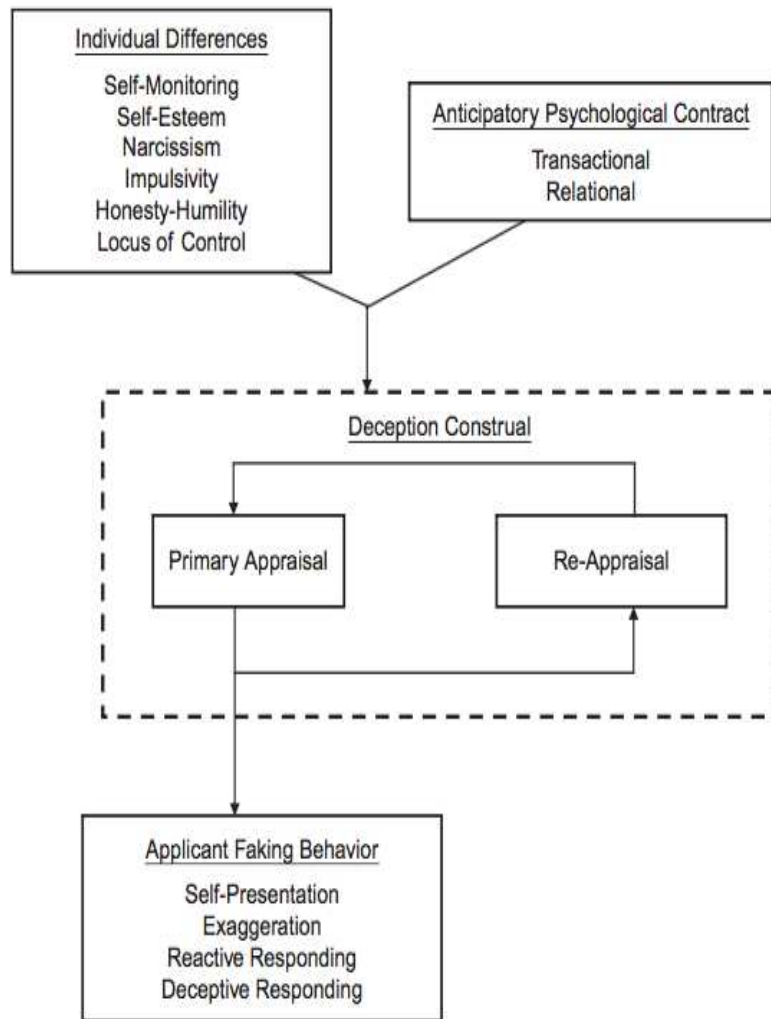 Individual Differences
Self-Monitoring
Self-Esteem
Narcissism
Impulsivity
Honesty-Humility
Locus of Control
Anticipatory Psychological Contract
Transactional
Relational
Deception Construal
Primary Appraisal
Re-Appraisal
Applicant Faking Behavior
Self-Presentation
Exaggeration
Reactive Responding
Deceptive Responding